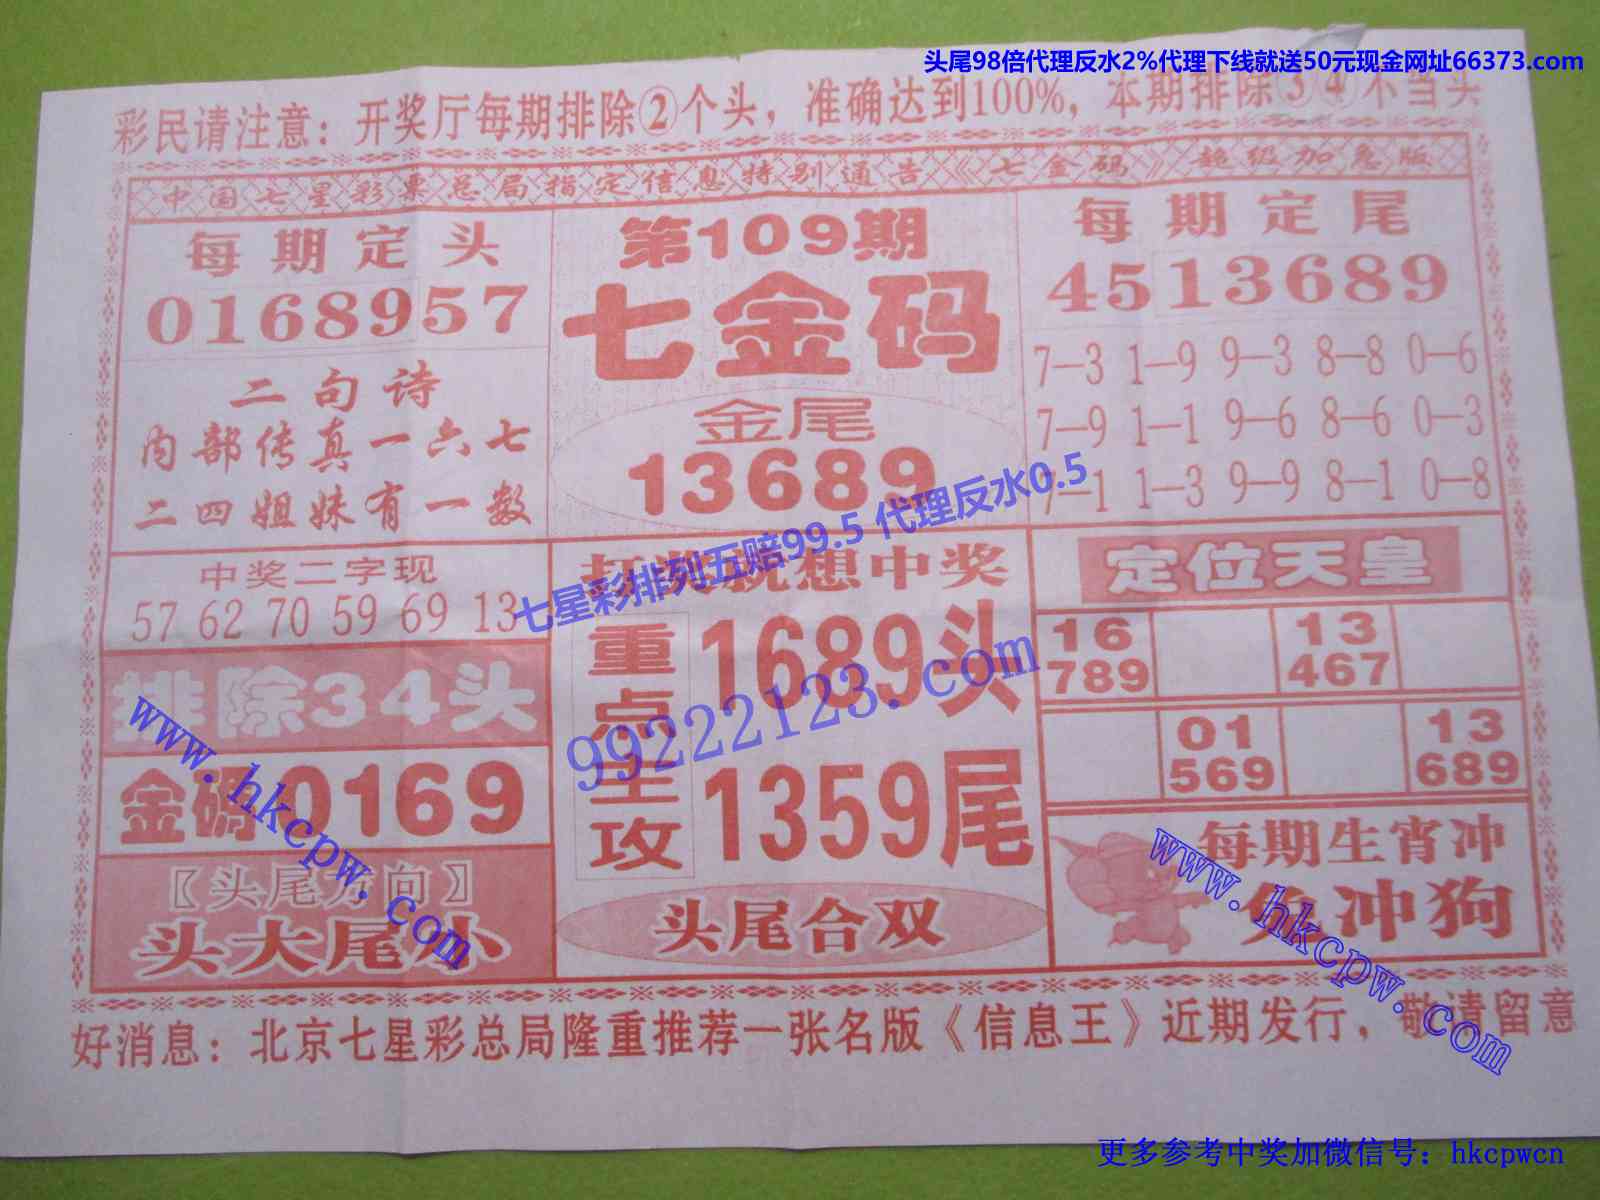 头尾98倍代理反水2%代理下线就送50元现金网址66373.com
彩民请注意：开奖厅每期排除②个头，准确达到100%，本期排除③④不当头
中国七星彩票总局指定信息特别通告《七金码》超级加急版
每期定头
0168957
二句诗
内部传真一六七
二四姐妹有一数
第109期
七金码
金尾
13689
每期定尾
4513689
7—3 1—9 9—3 8—8 0—6
7—9 1—1 9—6 8—6 0—3
7—1 1—3 9—9 8—1 0—8
七星彩排列五赔99.5 代理反水0.5
中奖二字现
57 62 70 59 69 13
排除34头
金码0169
【头尾方向】
头大尾小
就想中奖
重点主攻
1689头
1359尾
头尾合双
99222123.com
定位天皇
16 13
789 467
01 13
569 689
每期生宵冲
兔冲狗
www.hkcpw.com
www.hkcpw.com
好消息：北京七星彩总局隆重推荐一张名版《信息王》近期发行，敬请留意
更多参考中奖加微信号：hkcpwcn